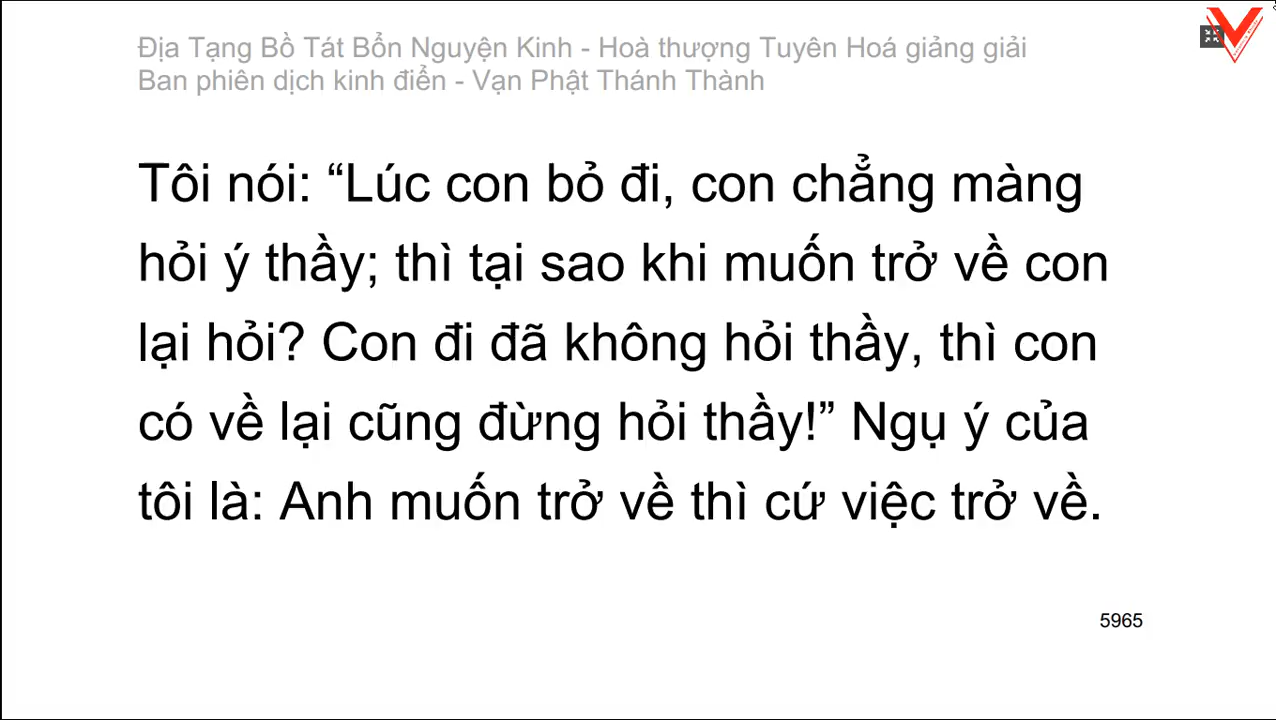 Địa Tạng Bồ Tát Bổn Nguyện Kinh - Hoà thượng Tuyên Hoá giảng giải
Ban phiên dịch kinh điển - Vạn Phật Thánh Thành
Tôi nói: “Lúc con bỏ đi, con chẳng màng
hỏi ý thầy; thì tại sao khi muốn trở về con
lại hỏi? Con đi đã không hỏi thầy, thì con
có về lại cũng đừng hỏi thầy!” Ngụ ý của
tôi là: Anh muốn trở về thì cứ việc trở về.
5965